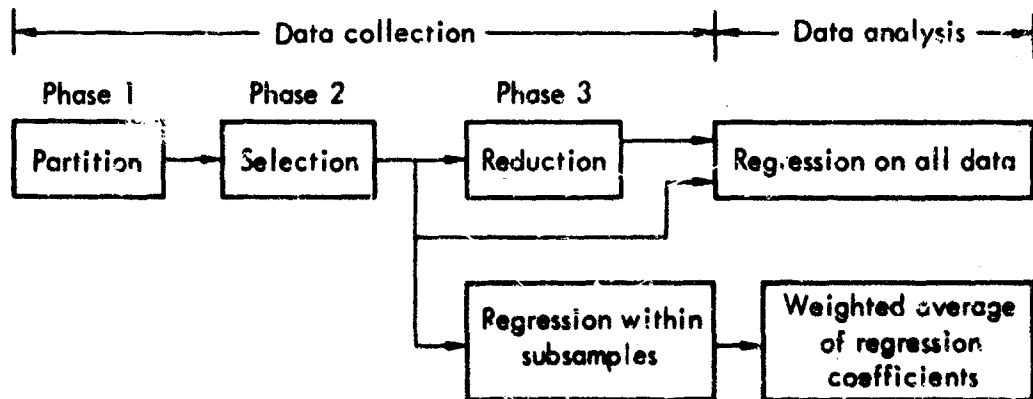 Data collection
Data analysis
Phase 1
Phase 2
Phase 3
Partition
Selection
Reduction
Regression on all data
Regression within
subsamples
Weighted average
of regression
coefficients